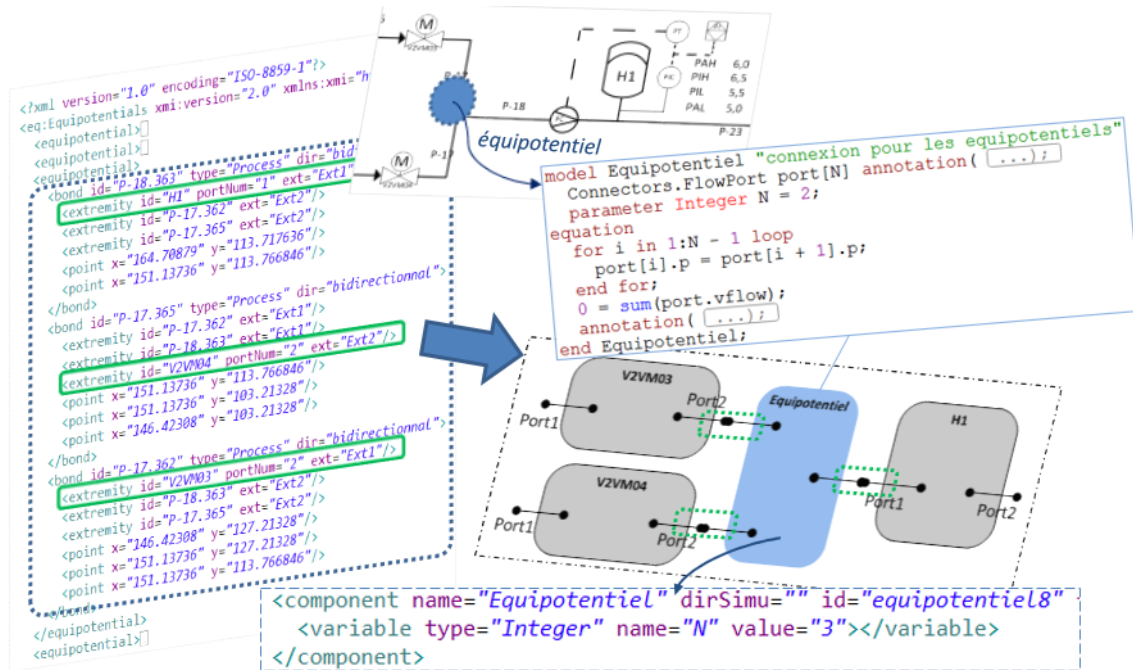 <?xml version="1.0" encoding="ISO-8859-1"?>
<eq:Equipotentials xmi:version="2.0" xmlns:xmi="h
<equipotential>
<equipotential>
<equipotential>
<bond id="P-18.363" type="Process" dir="bidirec
<extremity id="H1" portNum="1" ext="Ext1"
<extremity id="P-17.362" ext="Ext2"/>
<extremity id="P-17.365" ext="Ext2"/>
<point x="164.70879" y="113.717636"/>
<point x="151.13736" y="113.766846"/>
</bond>
<bond id="P-17.365" type="Process" dir="bidirectionnal">
<extremity id="P-17.362" ext="Ext1"/>
<extremity id="P-18.363" ext="Ext1"/>
<extremity id="V2VM04" portNum="2" ext="Ext2"/>
<point x="151.13736" y="113.766846"/>
<point x="151.13736" y="103.21328"/>
<point x="146.42308" y="103.21328"/>
</bond>
<bond id="P-17.362" type="Process" dir="bidirectionnal">
<extremity id="V2VM03" portNum="2" ext="Ext1"/>
<extremity id="P-18.363" ext="Ext2"/>
<extremity id="P-17.365" ext="Ext2"/>
<point x="146.42308" y="127.21328"/>
<point x="151.13736" y="127.21328"/>
<point x="151.13736" y="113.766846"/>
</bond>
</equipotential>
<equipotential>
M
V2VM03
P-17
M
V2VM04
P-17
P-18
H1
PT
PIC
PAH 6,0
PIH 6,5
PIL 5,5
PAL 5,0
P-23
équipotentiel
model Equipotentiel "connexion pour les equipotentiels"
Connectors.FlowPort port[N] annotation( ...);
parameter Integer N = 2;
equation
for i in 1:N - 1 loop
port[i].p = port[i + 1].p;
end for;
0 = sum(port.vflow);
annotation( ...);
end Equipotentiel;
V2VM03
Port1
Port2
V2VM04
Port1
Port2
Equipotentiel
H1
Port1
Port2
<component name="Equipotentiel" dirSimu="" id="equipotentiel8"
<variable type="Integer" name="N" value="3"></variable>
</component>